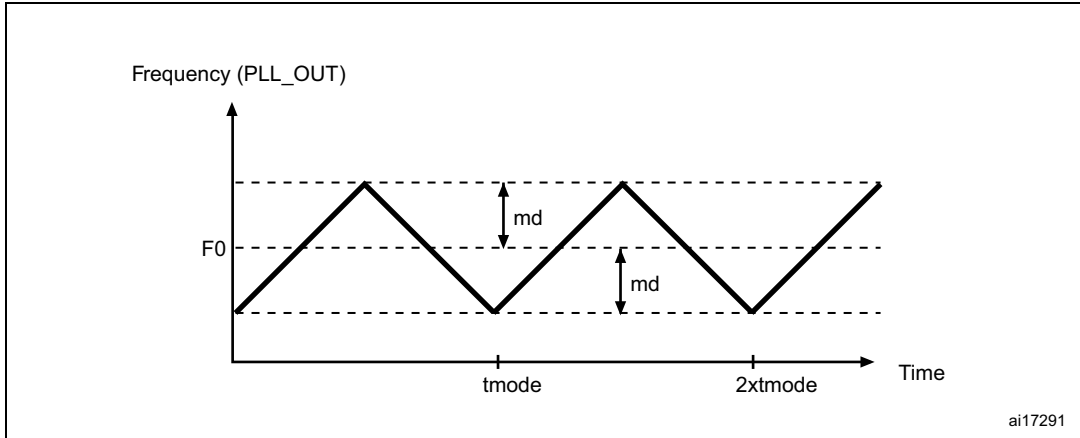 Frequency (PLL_OUT)
md
F0
md
tmode
2xtmode
Time
ai17291